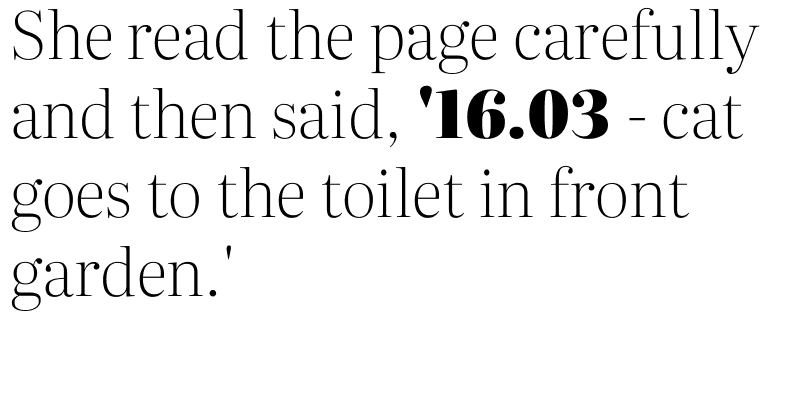 She read the page carefully
and then said, '16.03 - cat
goes to the toilet in front
garden.'